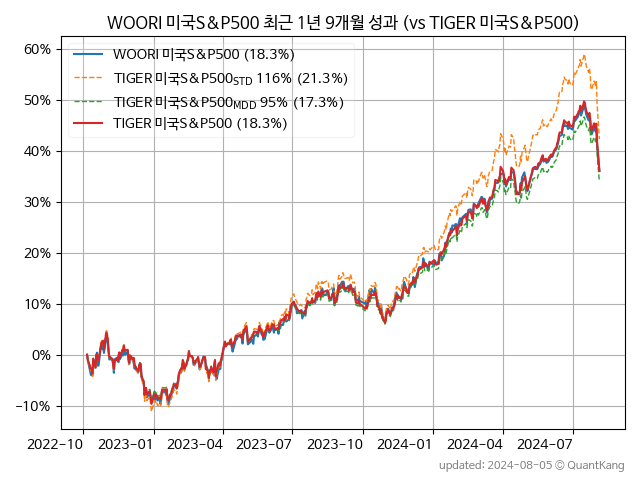 WOORI 미국S&P500 최근 1년 9개월 성과 (vs TIGER 미국S&P500)
60%
50%
40%
30%
20%
10%
0%
−10%
WOORI 미국S&P500 (18.3%)
TIGER 미국S&P500STD 116% (21.3%)
TIGER 미국S&P500MDD 95% (17.3%)
TIGER 미국S&P500 (18.3%)
2022-10 2023-01 2023-04 2023-07 2023-10 2024-01 2024-04 2024-07
updated: 2024-08-05 © QuantKang